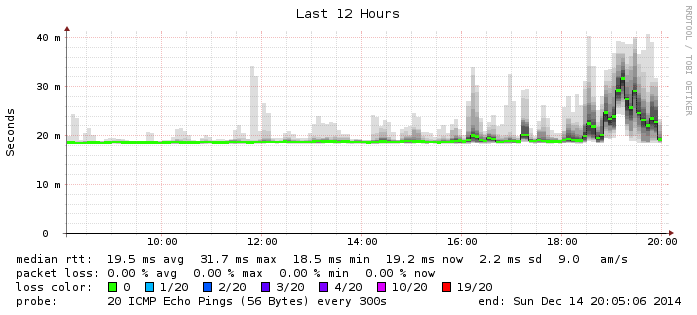 Last 12 Hours
RRDTOOL / TOBI OETIKER
Seconds
40 m
30 m
20 m
10 m
0
10:00 12:00 14:00 16:00 18:00 20:00
median rtt: 19.5 ms avg 31.7 ms max 18.5 ms min 19.2 ms now 2.2 ms sd 9.0 am/s
packet loss: 0.00 % avg 0.00 % max 0.00 % min 0.00 % now
loss color: 0 1/20 2/20 3/20 4/20 10/20 19/20
probe: 20 ICMP Echo Pings (56 Bytes) every 300s end: Sun Dec 14 20:05:06 2014